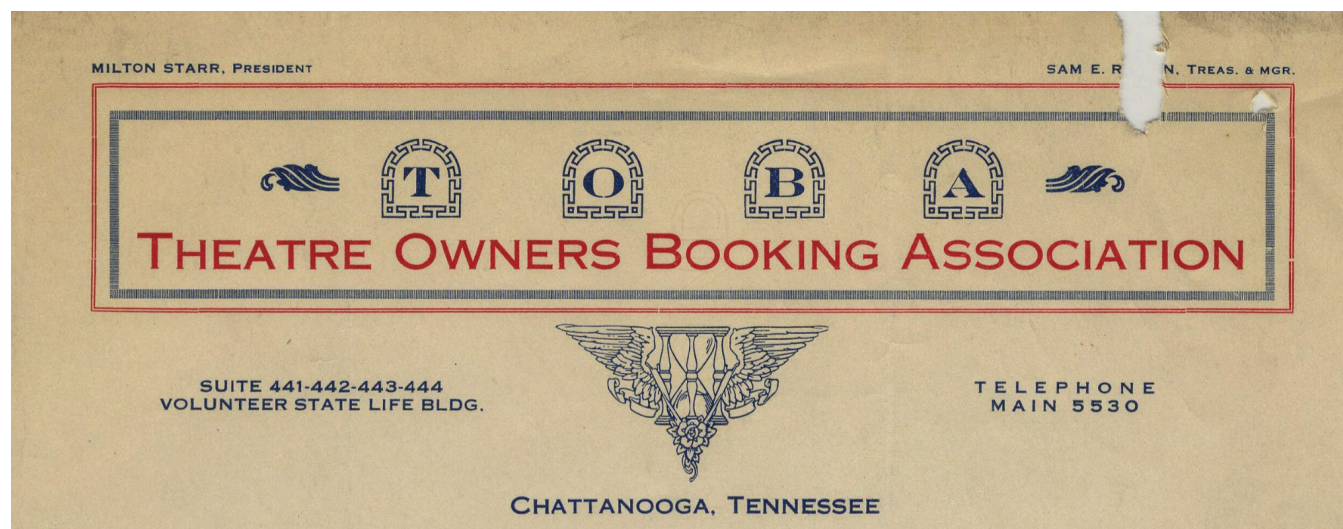 MILTON STARR, PRESIDENT
SAM E. TREAS. & MGR.
T O B A
THEATRE OWNERS BOOKING ASSOCIATION
SUITE 441-442-443-444
VOLUNTEER STATE LIFE BLDG.
TELEPHONE
MAIN 5530
CHATTANOOGA, TENNESSEE